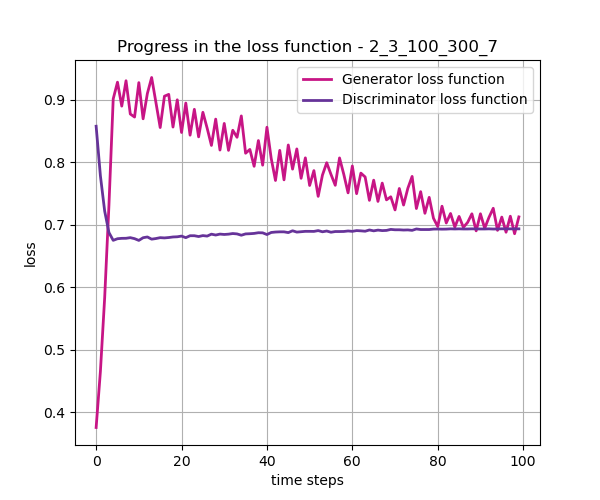 Progress in the loss function - 2_3_100_300_7
Generator loss function
Discriminator loss function
0.9
0.8
0.7
0.6
0.5
0.4
loss
0 20 40 60 80 100
time steps